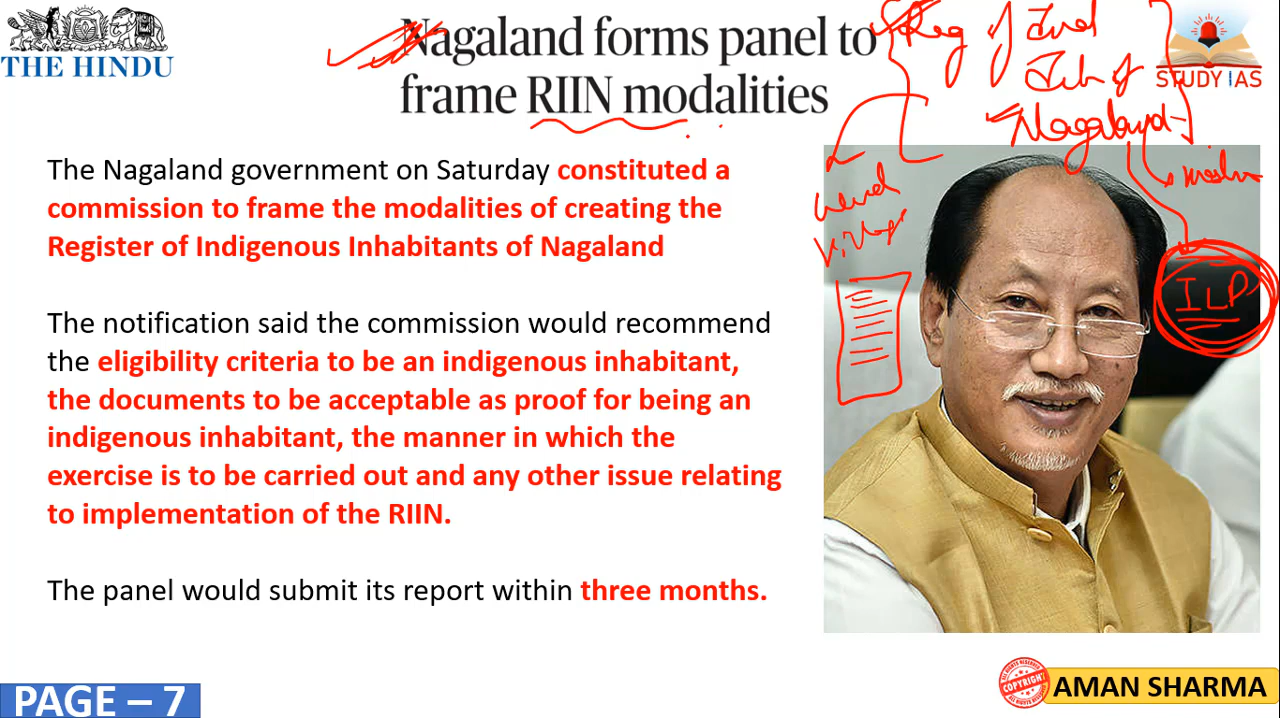 THE HINDU
Nagaland forms panel to
frame RIIN modalities
Reg of
Nagaland
STUDY IAS
The Nagaland government on Saturday constituted a
commission to frame the modalities of creating the
Register of Indigenous Inhabitants of Nagaland
The notification said the commission would recommend
the eligibility criteria to be an indigenous inhabitant,
the documents to be acceptable as proof for being an
indigenous inhabitant, the manner in which the
exercise is to be carried out and any other issue relating
to implementation of the RIIN.
The panel would submit its report within three months.
ILP
PAGE – 7
COPYRIGHT
AMAN SHARMA